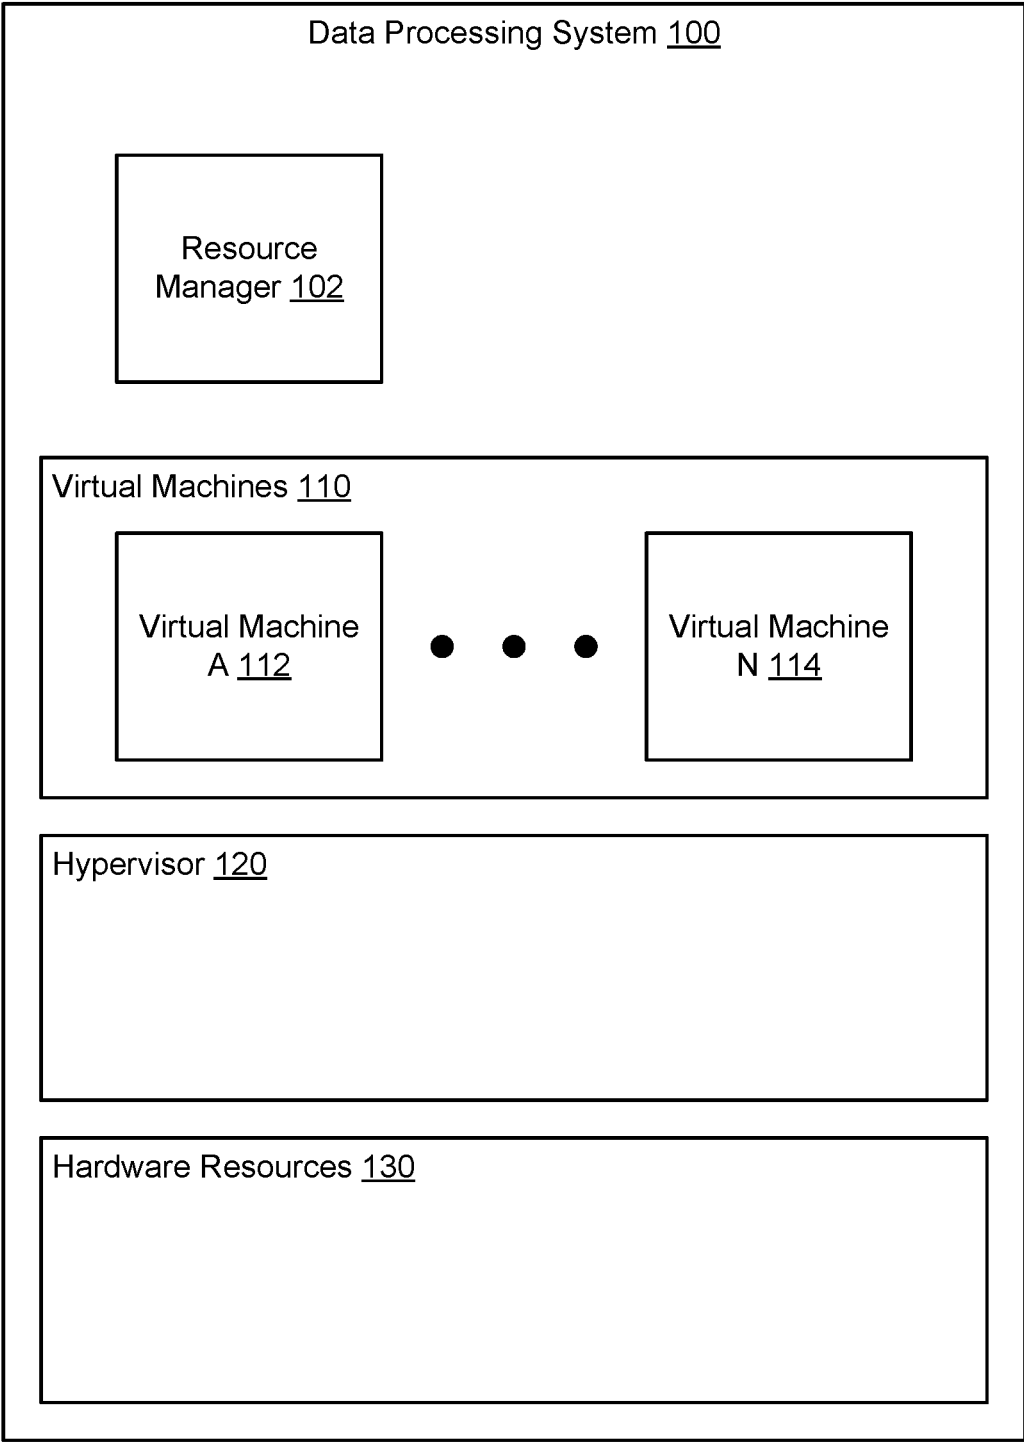 Data Processing System 100
Resource
Manager 102
Virtual Machines 110
Virtual Machine
A 112
Virtual Machine
N 114
Hypervisor 120
Hardware Resources 130